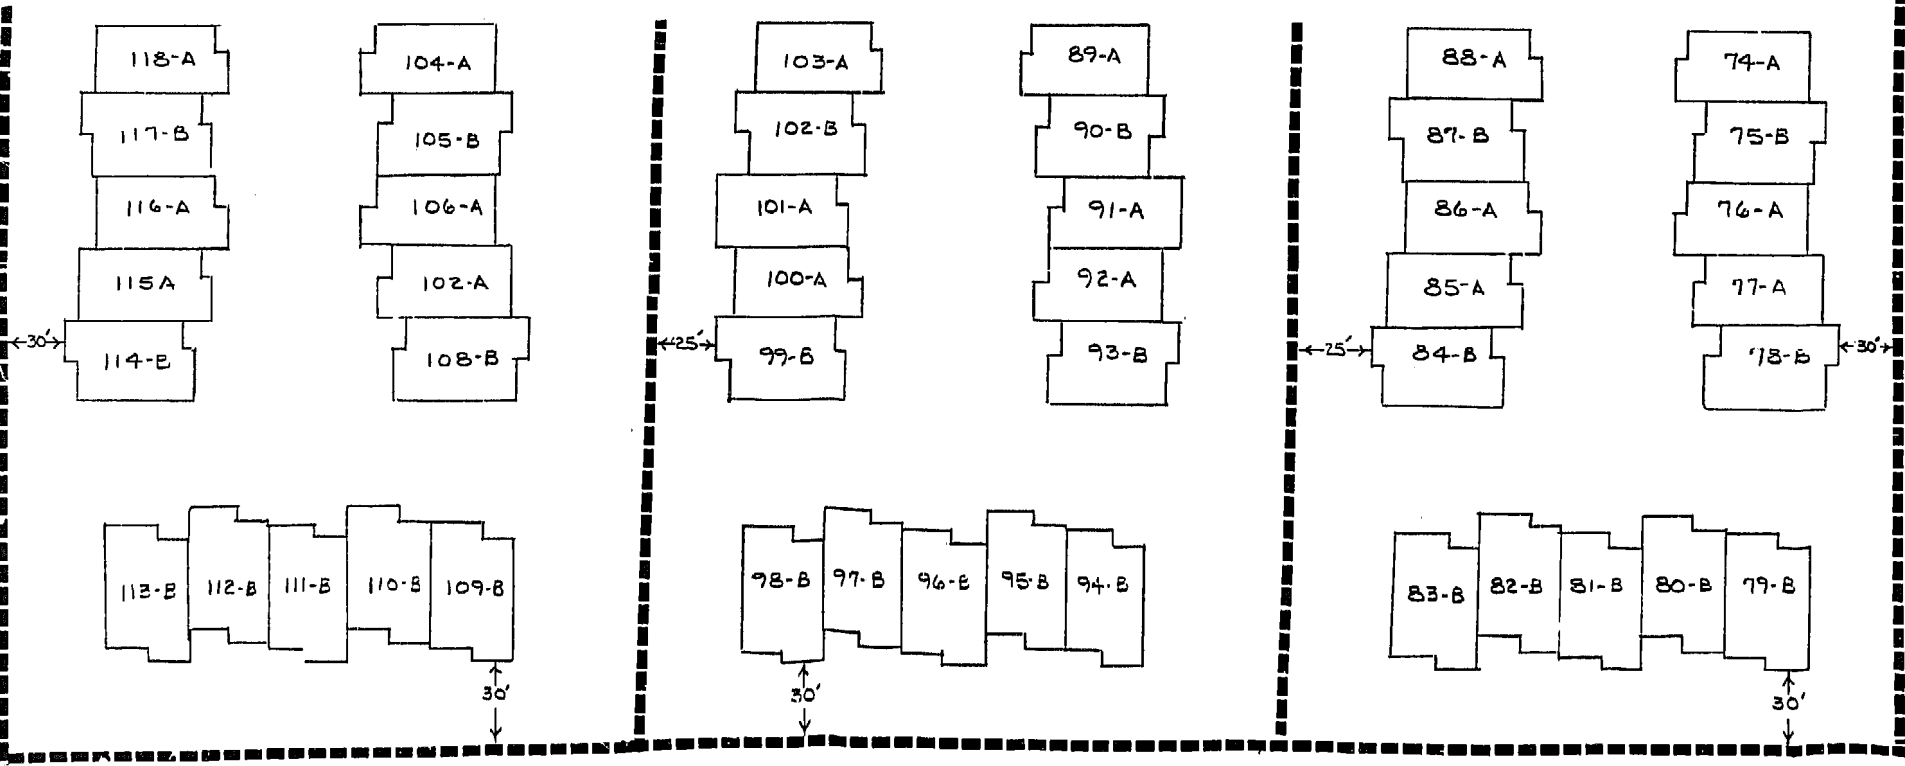 118-A
104-A
103-A
89-A
88-A
74-A
117-B
105-B
102-B
90-B
87-B
75-B
116-A
106-A
101-A
91-A
86-A
76-A
115A
102-A
100-A
92-A
85-A
77-A
30'
114-B
108-B
25'
99-B
93-B
25'
84-B
78-B
30'
113-B
112-B
111-B
110-B
109-B
98-B
97-B
96-B
95-B
94-B
83-B
82-B
81-B
80-B
79-B
30'
30'
30'